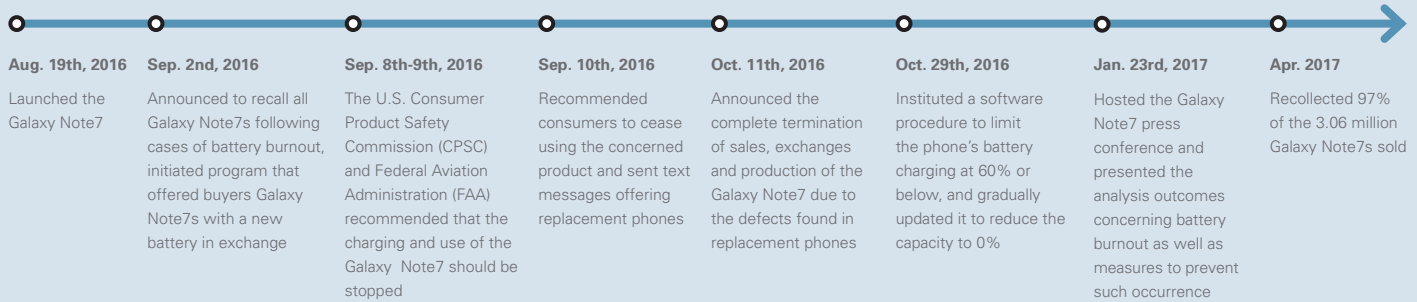 Aug. 19th, 2016
Launched the
Galaxy Note7
Sep. 2nd, 2016
Announced to recall all
Galaxy Note7s following
cases of battery burnout,
initiated program that
offered buyers Galaxy
Note7s with a new
battery in exchange
Sep. 8th-9th, 2016
The U.S. Consumer
Product Safety
Commission (CPSC)
and Federal Aviation
Administration (FAA)
recommended that the
charging and use of the
Galaxy Note7 should be
stopped
Sep. 10th, 2016
Recommended
consumers to cease
using the concerned
product and sent text
messages offering
replacement phones
Oct. 11th, 2016
Announced the
complete termination
of sales, exchanges
and production of the
Galaxy Note7 due to
the defects found in
replacement phones
Oct. 29th, 2016
Instituted a software
procedure to limit
the phone's battery
charging at 60% or
below, and gradually
updated it to reduce the
capacity to 0%
Jan. 23rd, 2017
Hosted the Galaxy
Note7 press
conference and
presented the
analysis outcomes
concerning battery
burnout as well as
measures to prevent
such occurrence
Apr. 2017
Recollected 97%
of the 3.06 million
Galaxy Note7s sold